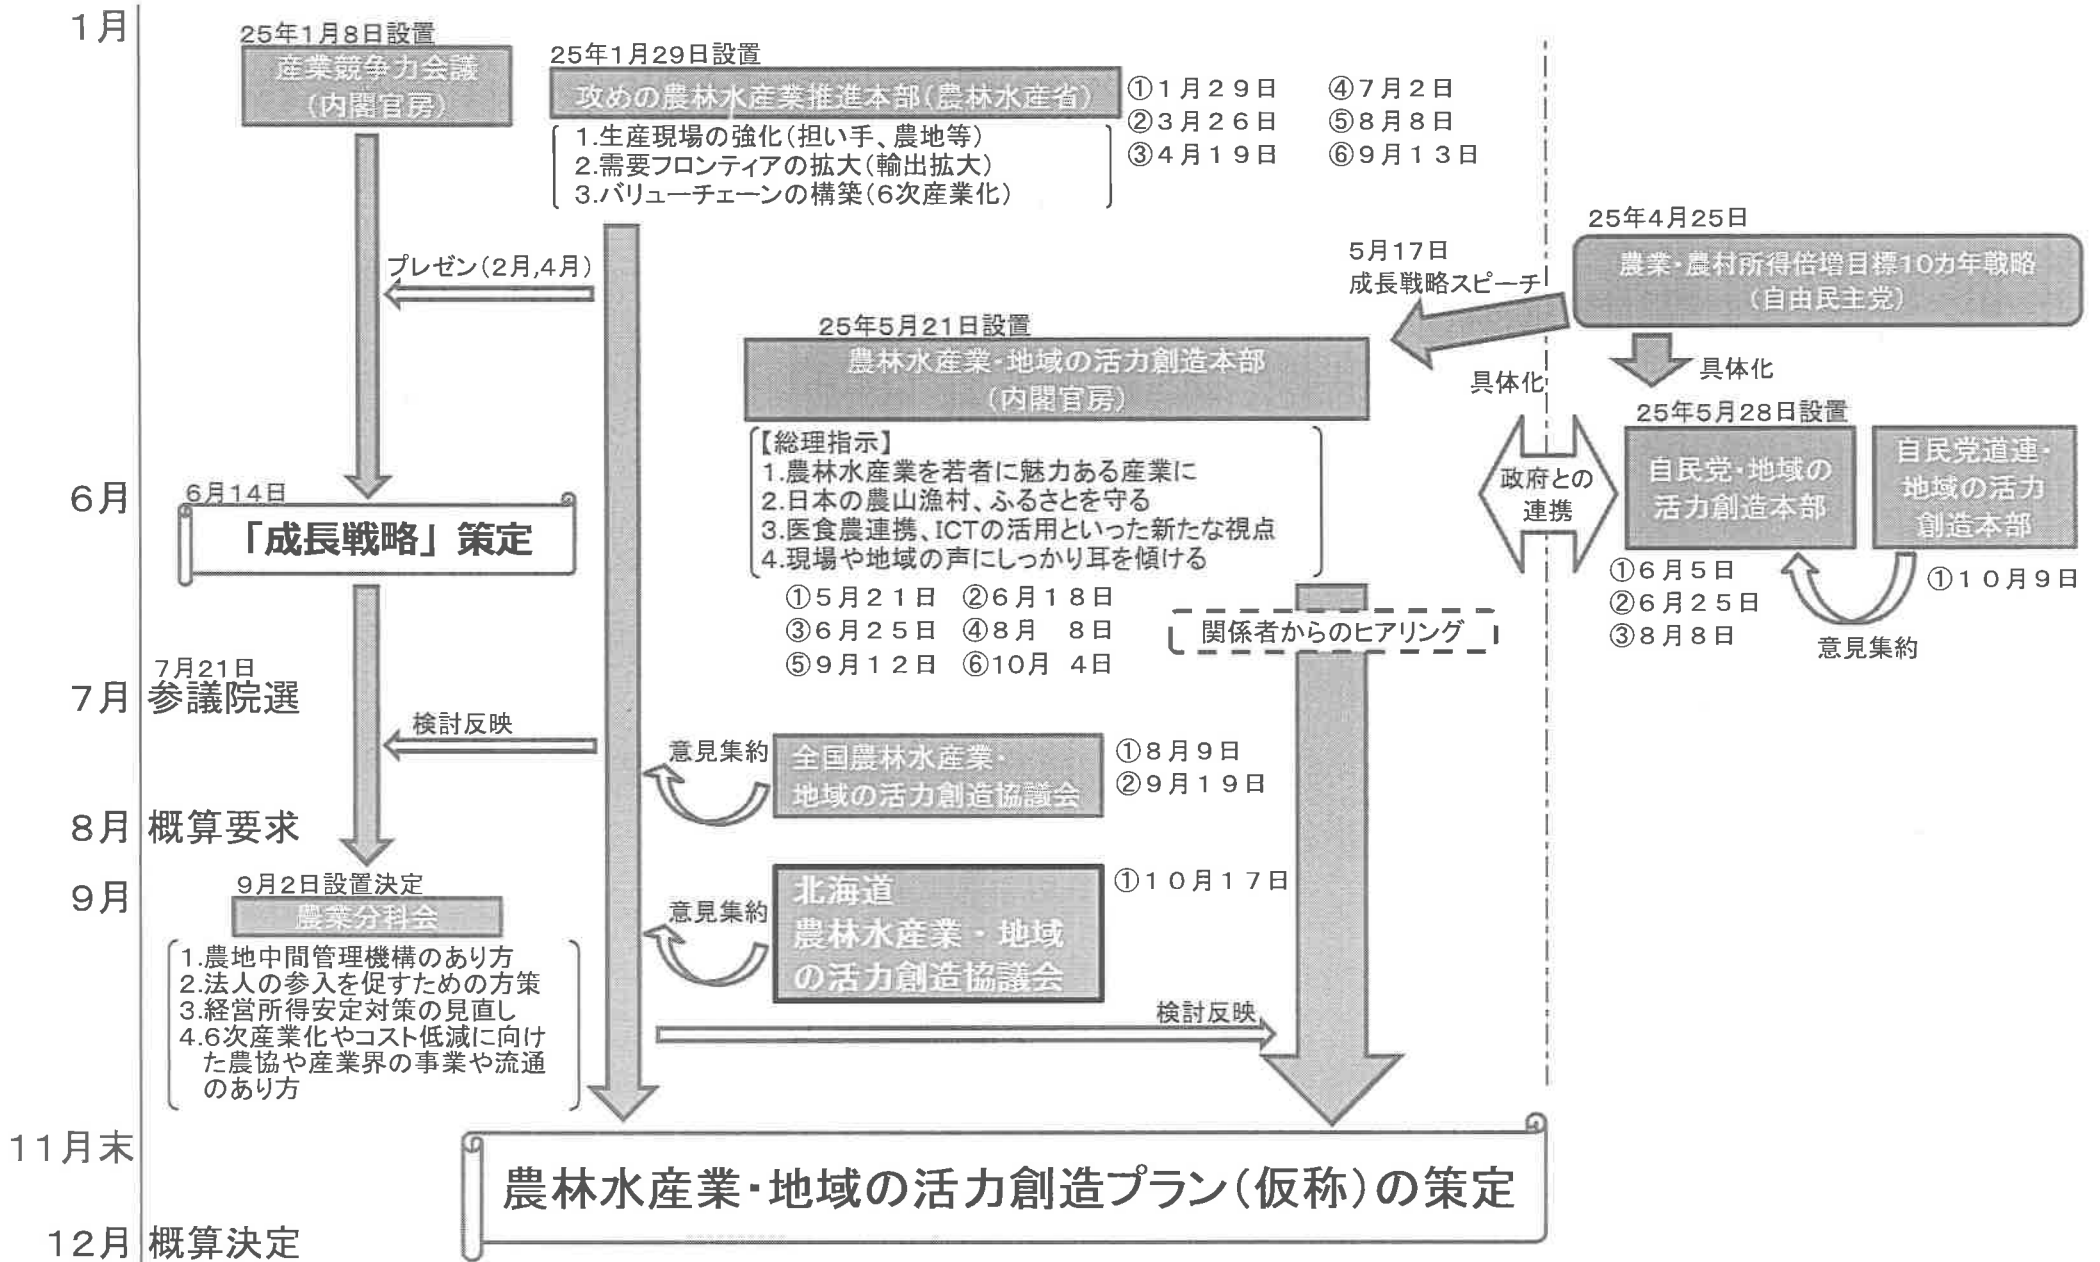 1月
25年1月8日設置
産業競争力会議
(内閣官房)
25年1月29日設置
攻めの農林水産業推進本部(農林水産省)
1.生産現場の強化(担い手、農地等)
2.需要フロンティアの拡大(輸出拡大)
3.バリューチェーンの構築(6次産業化)
①1月29日 ④7月2日
②3月26日 ⑤8月8日
③4月19日 ⑥9月13日
プレゼン(2月,4月)
25年4月25日
農業・農村所得倍増目標10カ年戦略
(自由民主党)
5月17日
成長戦略スピーチ
具体化
具体化
25年5月21日設置
農林水産業・地域の活力創造本部
(内閣官房)
【総理指示】
1.農林水産業を若者に魅力ある産業に
2.日本の農山漁村、ふるさとを守る
3.医食農連携、ICTの活用といった新たな視点
4.現場や地域の声にしっかり耳を傾ける
①5月21日 ②6月18日
③6月25日 ④8月 8日
⑤9月12日 ⑥10月 4日
関係者からのヒアリング
政府との
連携
25年5月28日設置
自民党・地域の
活力創造本部
①6月5日
②6月25日
③8月8日
自民党道連・
地域の活力
創造本部
①10月9日
意見集約
6月
6月14日
「成長戦略」策定
7月21日
7月 参議院選
検討反映
意見集約
全国農林水産業・
地域の活力創造協議会
①8月9日
②9月19日
8月 概算要求
9月
9月2日設置決定
農業分科会
1.農地中間管理機構のあり方
2.法人の参入を促すための方策
3.経営所得安定対策の見直し
4.6次産業化やコスト低減に向け
た農協や産業界の事業や流通
のあり方
意見集約
北海道
農林水産業・地域
の活力創造協議会
①10月17日
検討反映
11月末
農林水産業・地域の活力創造プラン(仮称)の策定
12月 概算決定